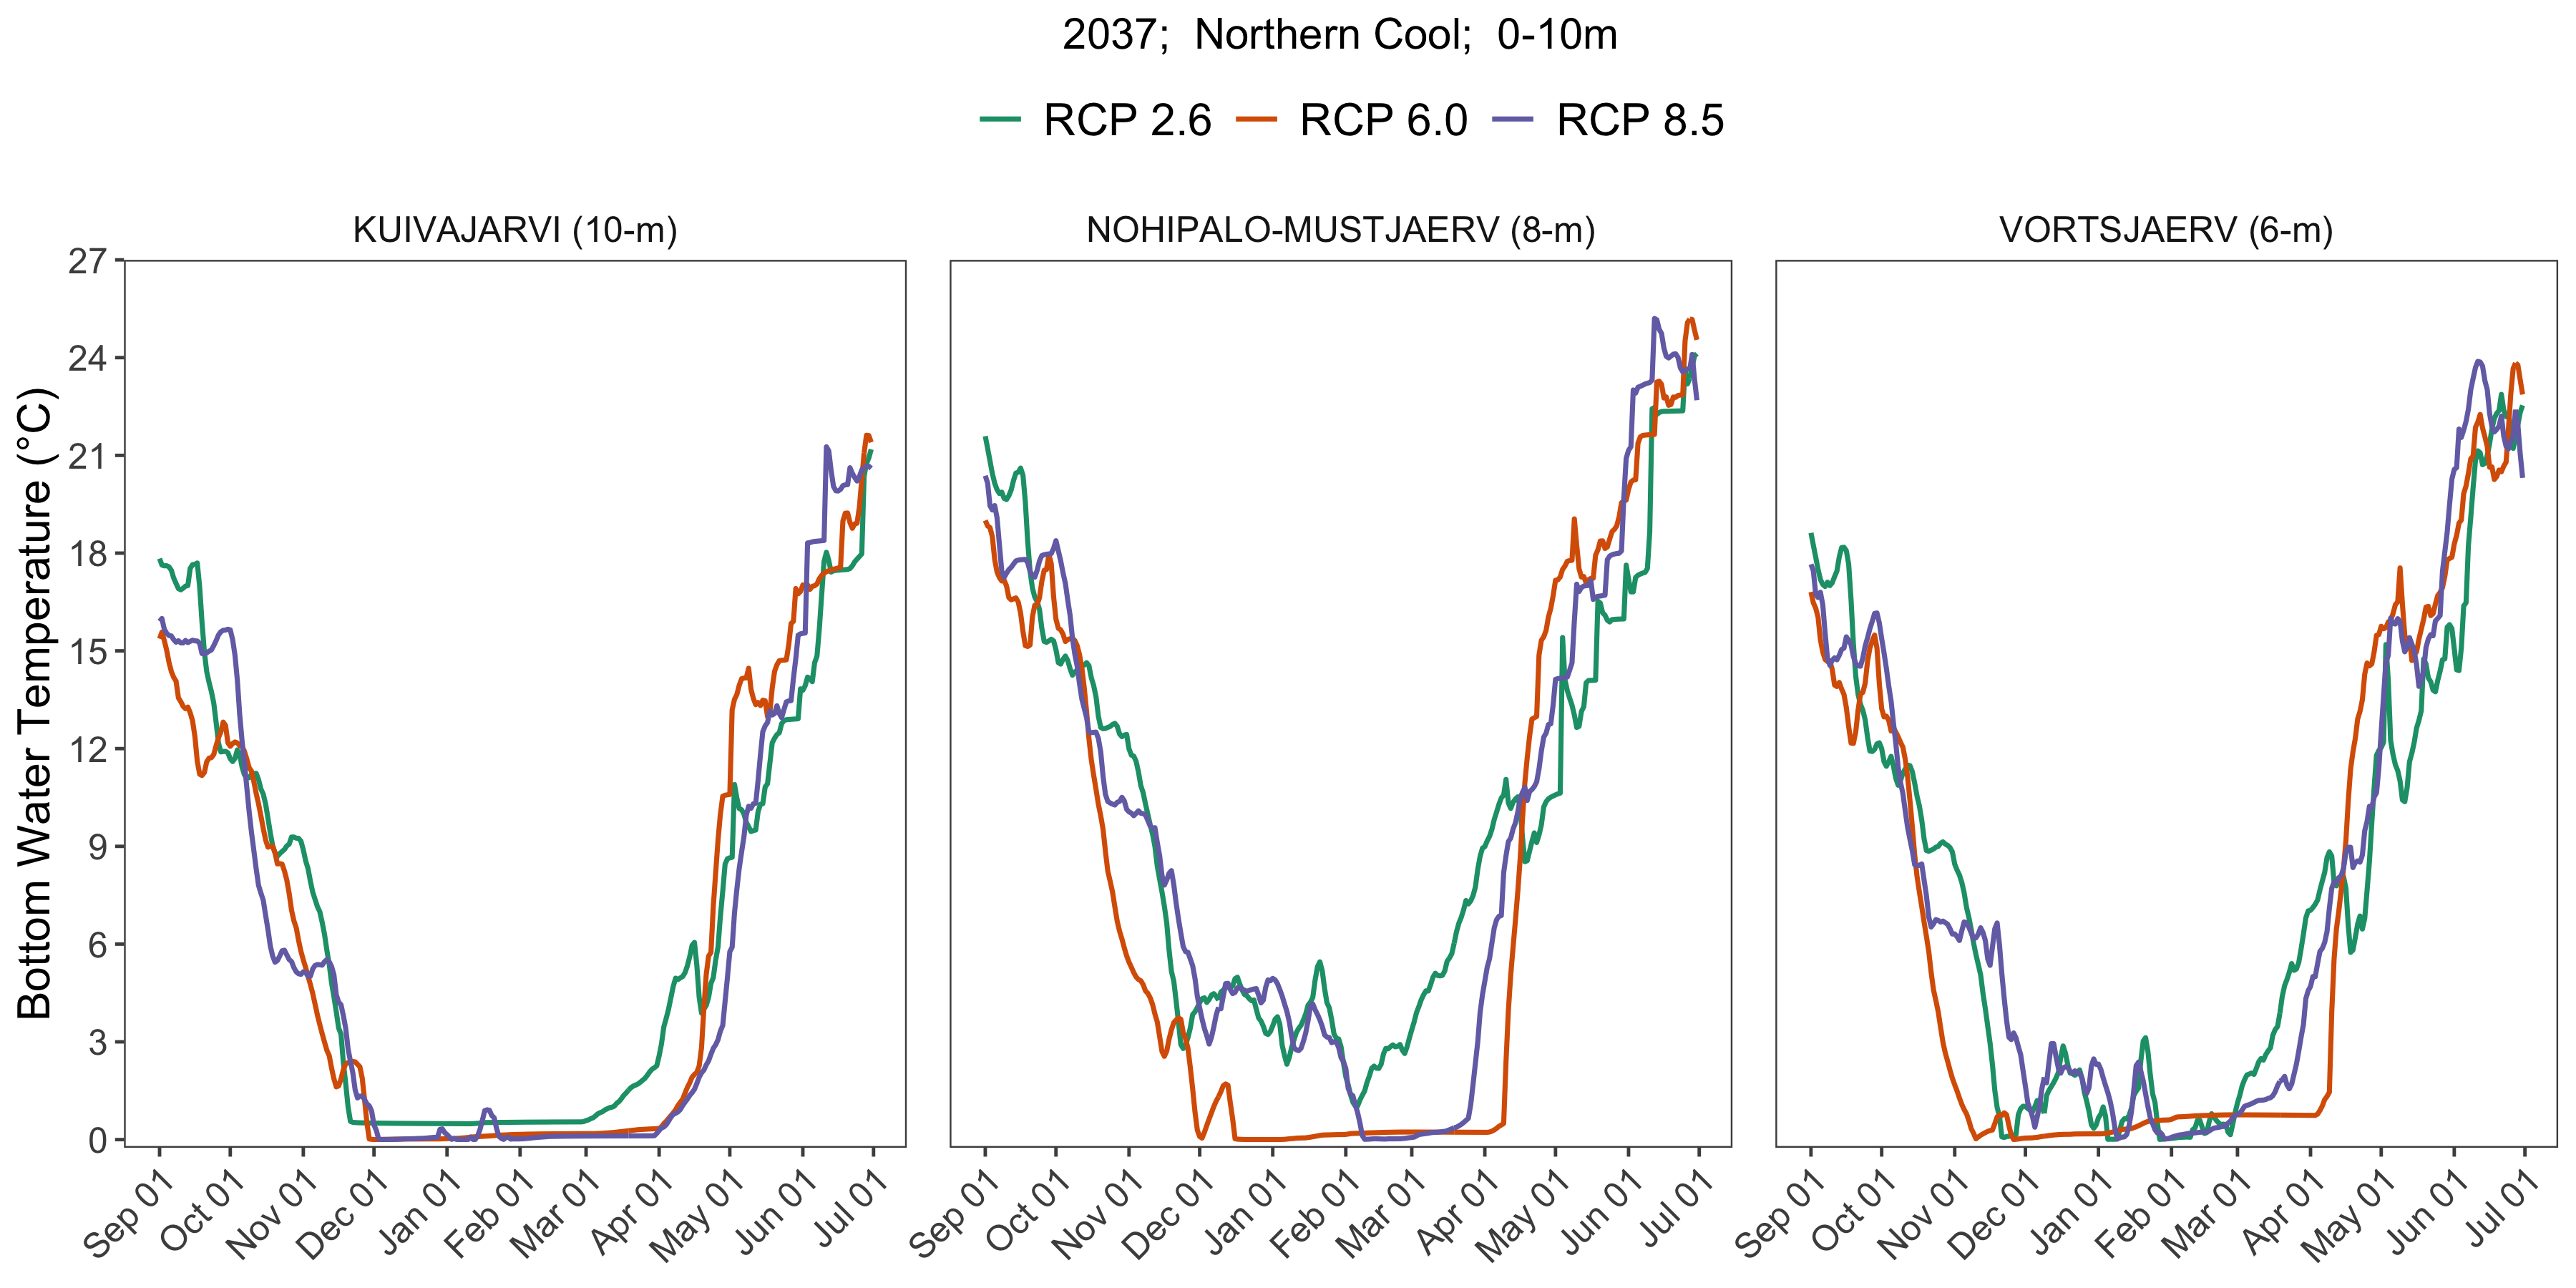 2037; Northern Cool; 0-10m
RCP 2.6 RCP 6.0 RCP 8.5
KUIVAJARVI (10-m) NOHIPALO-MUSTJAERV (8-m) VORTSJAERV (6-m)
Bottom Water Temperature (°C)
27
24
21
18
15
12
9
6
3
0
Sep 01 Oct 01 Nov 01 Dec 01 Jan 01 Feb 01 Mar 01 Apr 01 May 01 Jun 01 Jul 01 Sep 01 Oct 01 Nov 01 Dec 01 Jan 01 Feb 01 Mar 01 Apr 01 May 01 Jun 01 Jul 01 Sep 01 Oct 01 Nov 01 Dec 01 Jan 01 Feb 01 Mar 01 Apr 01 May 01 Jun 01 Jul 01